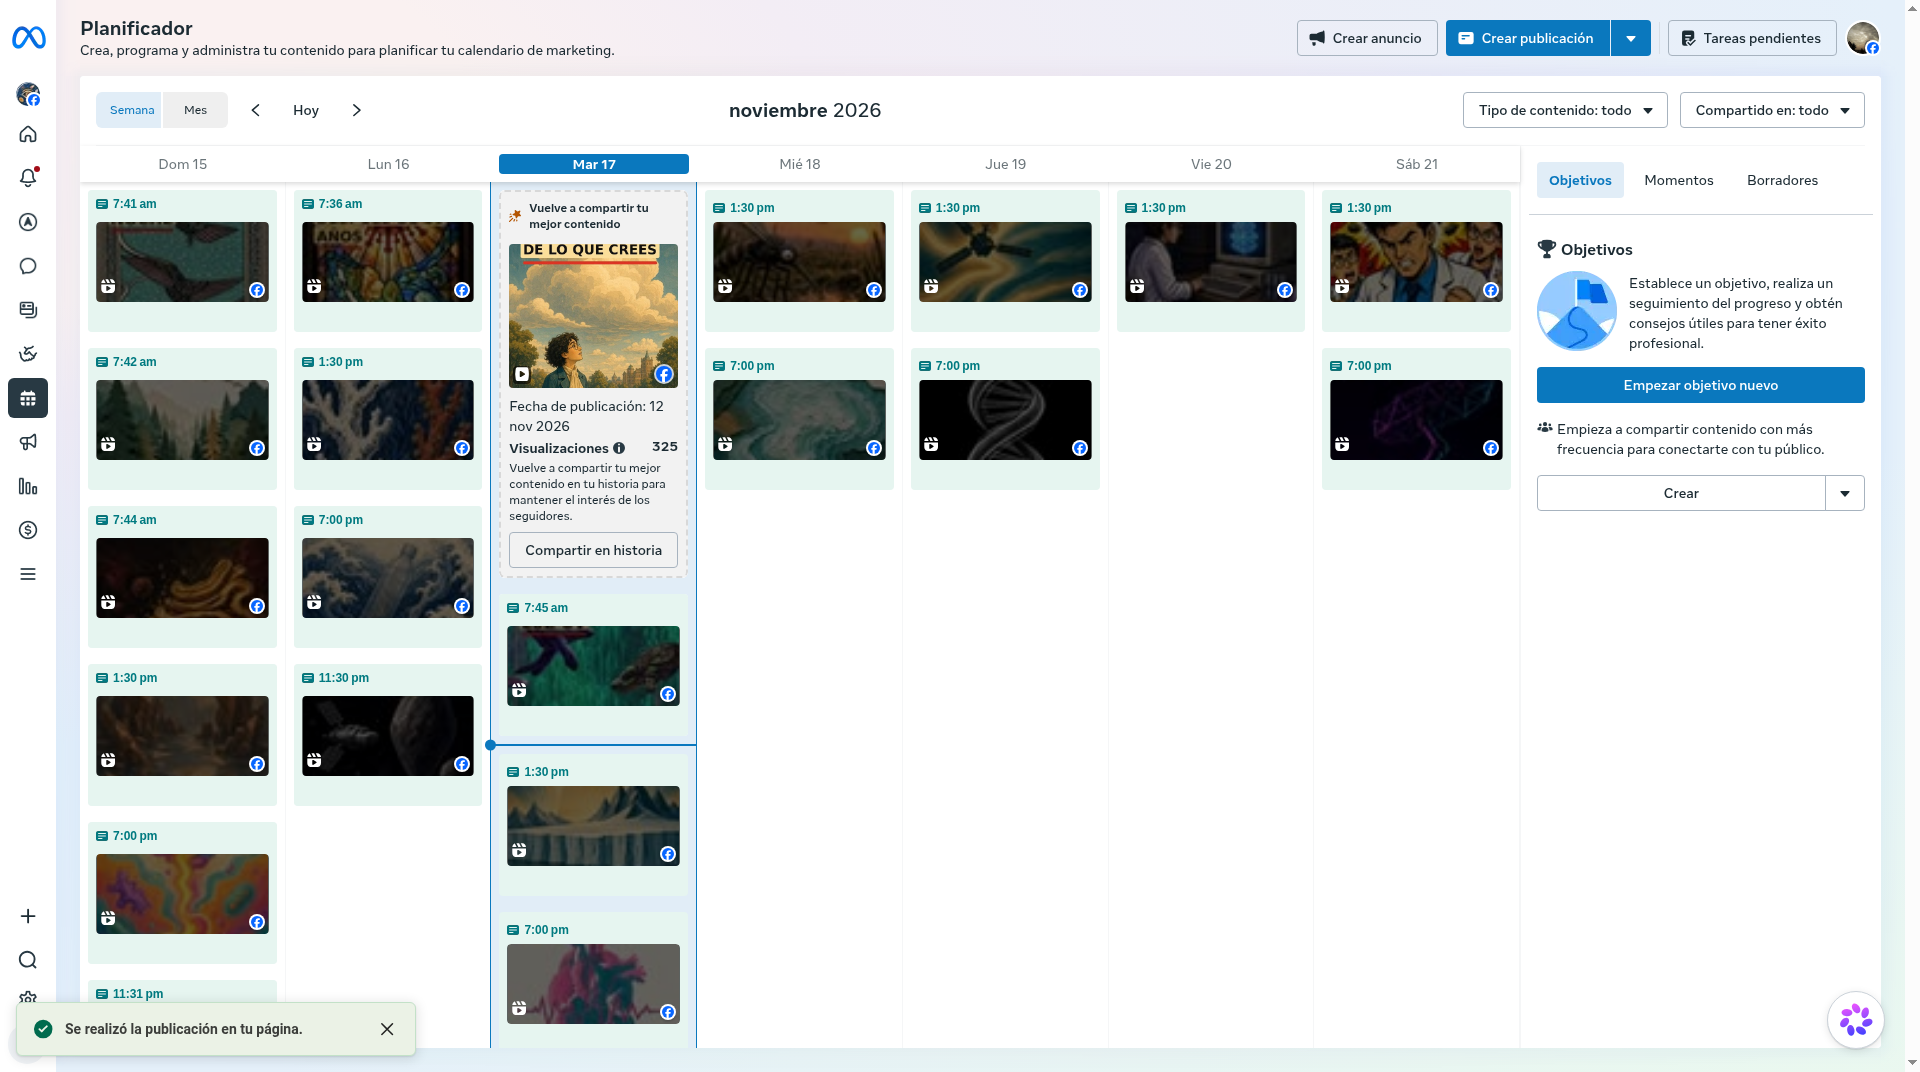 Planificador
Crea, programa y administra tu contenido para planificar tu calendario de marketing.
Crear anuncio
Crear publicación
Tareas pendientes
Semana
Mes
Hoy
noviembre 2026
Tipo de contenido: todo
Compartido en: todo
Dom 15
Lun 16
Mar 17
Mié 18
Jue 19
Vie 20
Sáb 21
7:41 am
7:42 am
7:44 am
1:30 pm
7:00 pm
11:31 pm
7:36 am
AÑOS
1:30 pm
7:00 pm
11:30 pm
Vuelve a compartir tu
mejor contenido
DE LO QUE CREES
Fecha de publicación: 12
nov 2026
Visualizaciones 325
Vuelve a compartir tu mejor
contenido en tu historia para
mantener el interés de los
seguidores.
Compartir en historia
7:45 am
1:30 pm
7:00 pm
1:30 pm
7:00 pm
1:30 pm
7:00 pm
1:30 pm
1:30 pm
7:00 pm
Objetivos
Momentos
Borradores
Objetivos
Establece un objetivo, realiza un
seguimiento del progreso y obtén
consejos útiles para tener éxito
profesional.
Empezar objetivo nuevo
Empieza a compartir contenido con más
frecuencia para conectarte con tu público.
Crear
Se realizó la publicación en tu página.